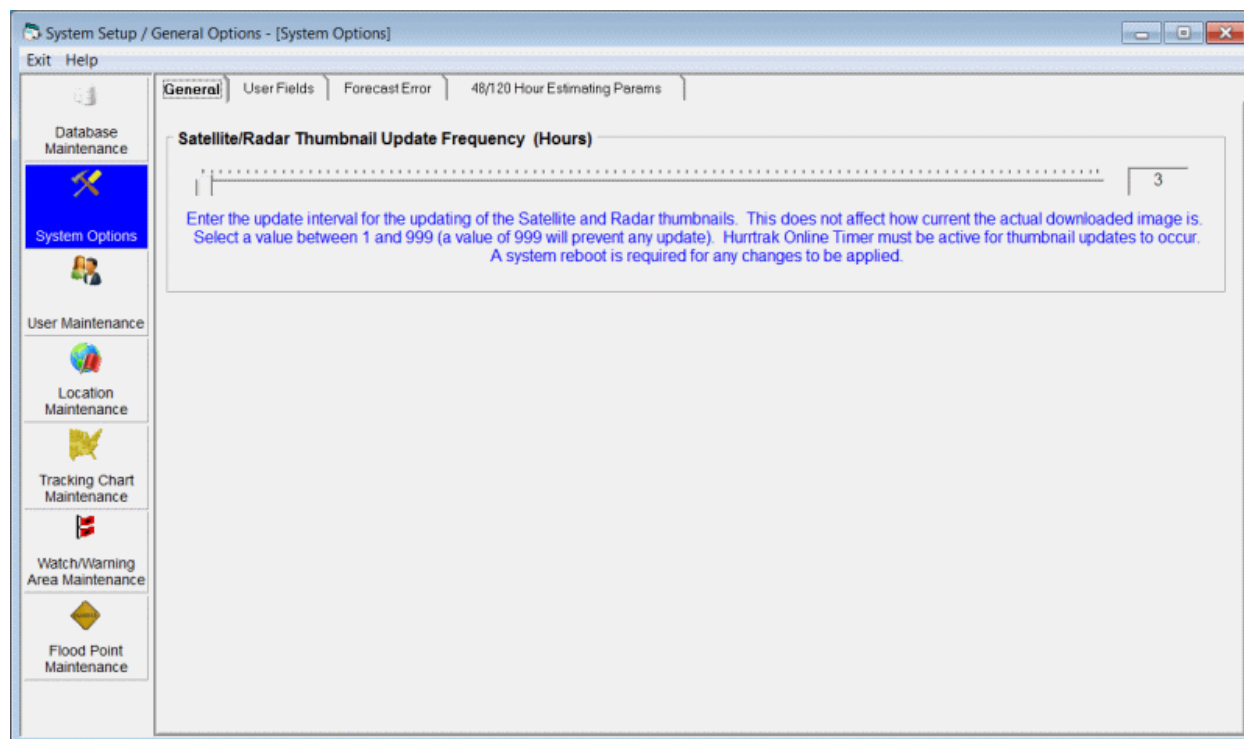 System Setup / General Options - [System Options]
Exit Help
General User Fields Forecast Error 48/120 Hour Estimating Params
Database
Maintenance
System Options
User Maintenance
Location
Maintenance
Tracking Chart
Maintenance
Watch/Warning
Area Maintenance
Flood Point
Maintenance
Satellite/Radar Thumbnail Update Frequency (Hours)
3
Enter the update interval for the updating of the Satellite and Radar thumbnails. This does not affect how current the actual downloaded image is.
Select a value between 1 and 999 (a value of 999 will prevent any update). Hurrtrak Online Timer must be active for thumbnail updates to occur.
A system reboot is required for any changes to be applied.